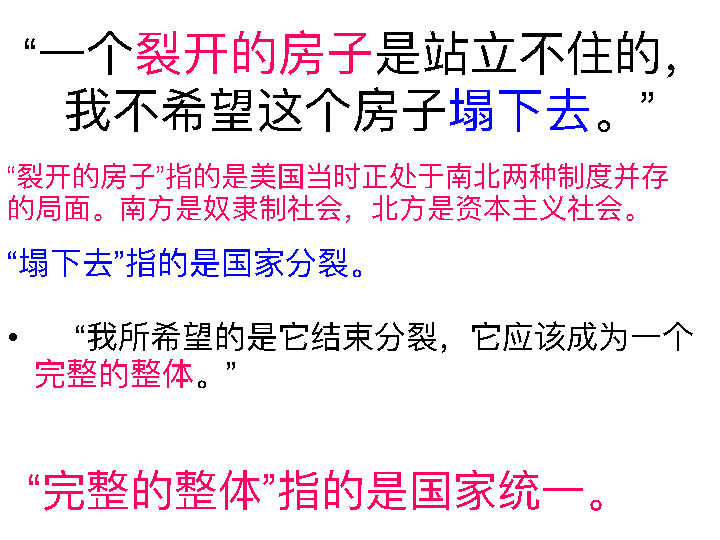 “一个裂开的房子是站立不住的，
我不希望这个房子塌下去。”
“裂开的房子”指的是美国当时正处于南北两种制度并存
的局面。南方是奴隶制社会，北方是资本主义社会。
“塌下去”指的是国家分裂。
• “我所希望的是它结束分裂，它应该成为一个
完整的整体。”
“完整的整体”指的是国家统一。